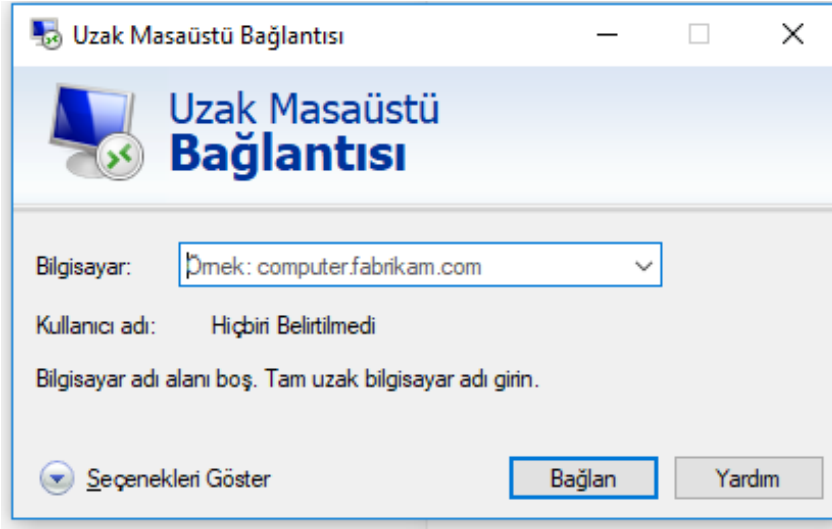 Uzak Masaüstü Bağlantısı
Uzak Masaüstü
Bağlantısı
Bilgisayar: Örnek: computer.fabrikam.com
Kullanıcı adı: Hiçbiri Belirtilmedi
Bilgisayar adı alanı boş. Tam uzak bilgisayar adı girin.
Seçenekleri Göster Bağlan Yardım